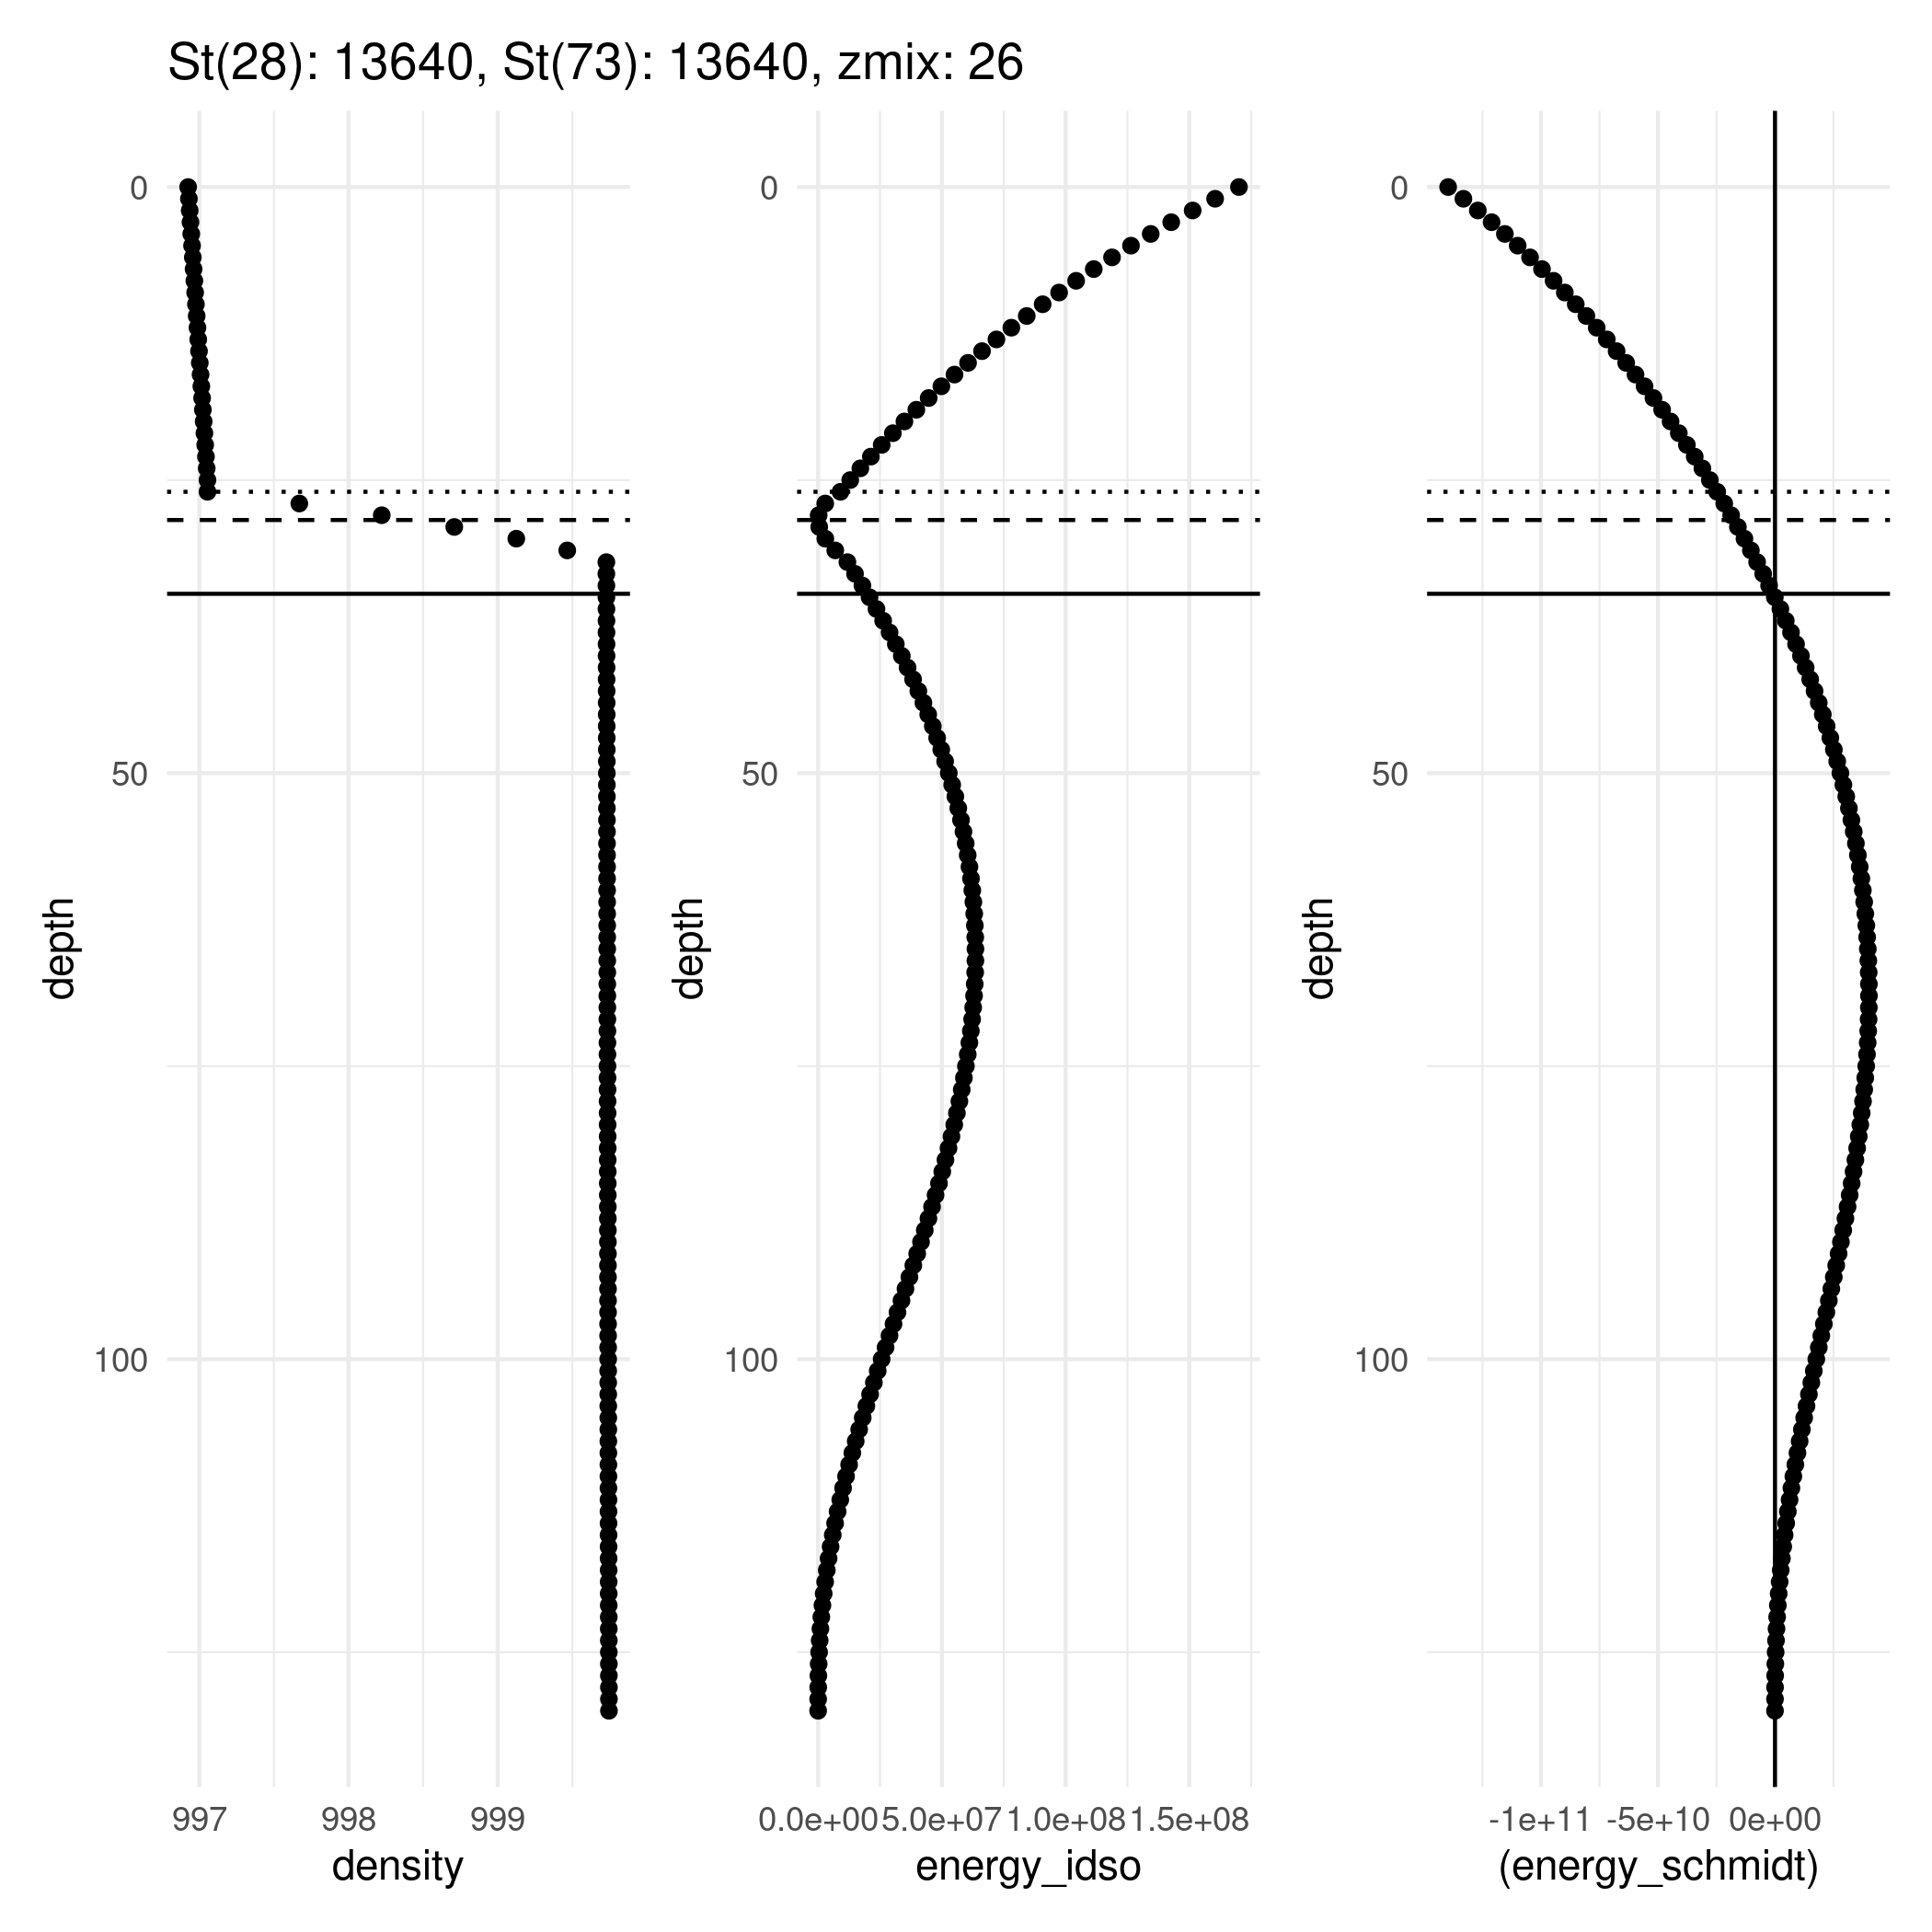 St(28): 13640, St(73): 13640, zmix: 26
0
50
100
depth
997 998 999
density
0
50
100
depth
0.0e+00 5.0e+07 1.0e+08 1.5e+08
energy_idso
0
50
100
depth
-1e+11 -5e+10 0e+00
(energy_schmidt)